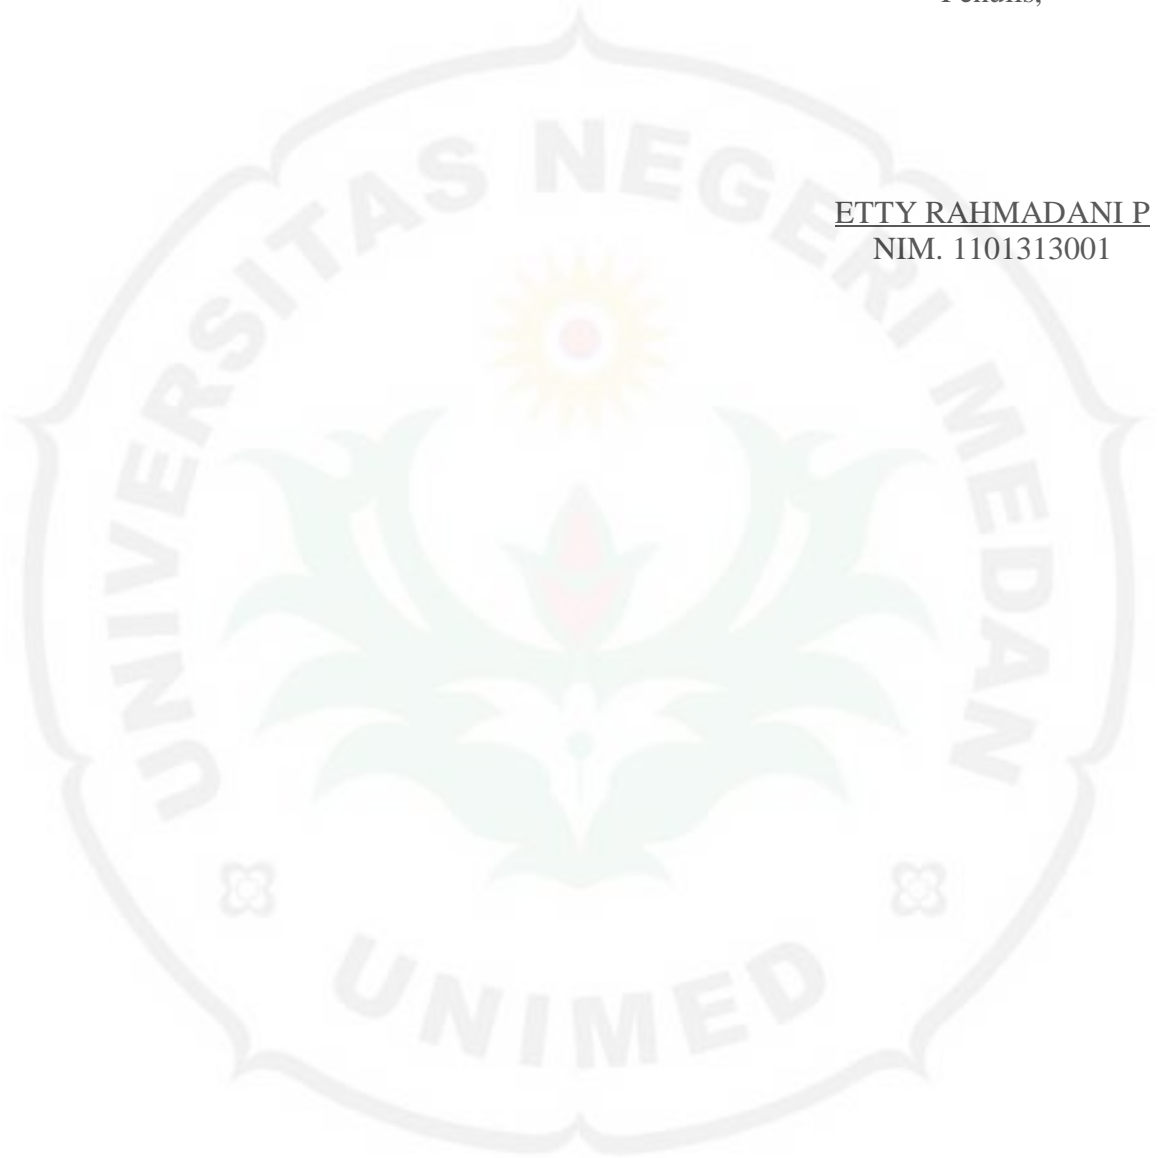 Penulis,
ETTY RAHMADANI P
NIM. 1101313001
UNIVERSITAS NEGERI MEDAN
UNIMED